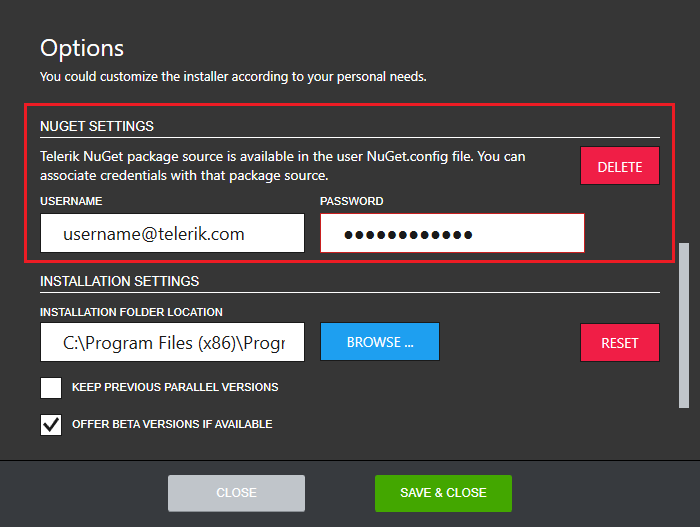 Options
You could customize the installer according to your personal needs.
NUGET SETTINGS
Telerik NuGet package source is available in the user NuGet.config file. You can
associate credentials with that package source.
DELETE
USERNAME
PASSWORD
username@telerik.com
●●●●●●●●●●●●
INSTALLATION SETTINGS
INSTALLATION FOLDER LOCATION
C:\Program Files (x86)\Progr
BROWSE ...
RESET
KEEP PREVIOUS PARALLEL VERSIONS
OFFER BETA VERSIONS IF AVAILABLE
CLOSE
SAVE & CLOSE